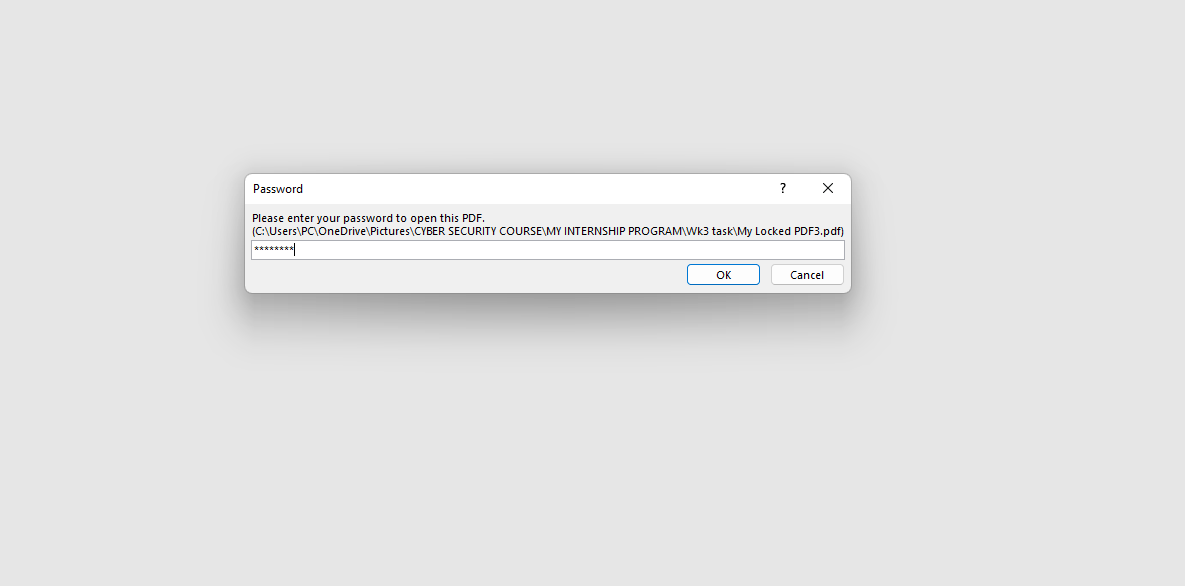 Password ?
Please enter your password to open this PDF.
(C:\Users\PC\OneDrive\Pictures\CYBER SECURITY COURSE\MY INTERNSHIP PROGRAM\Wk3 task\My Locked PDF3.pdf)
********
OK Cancel